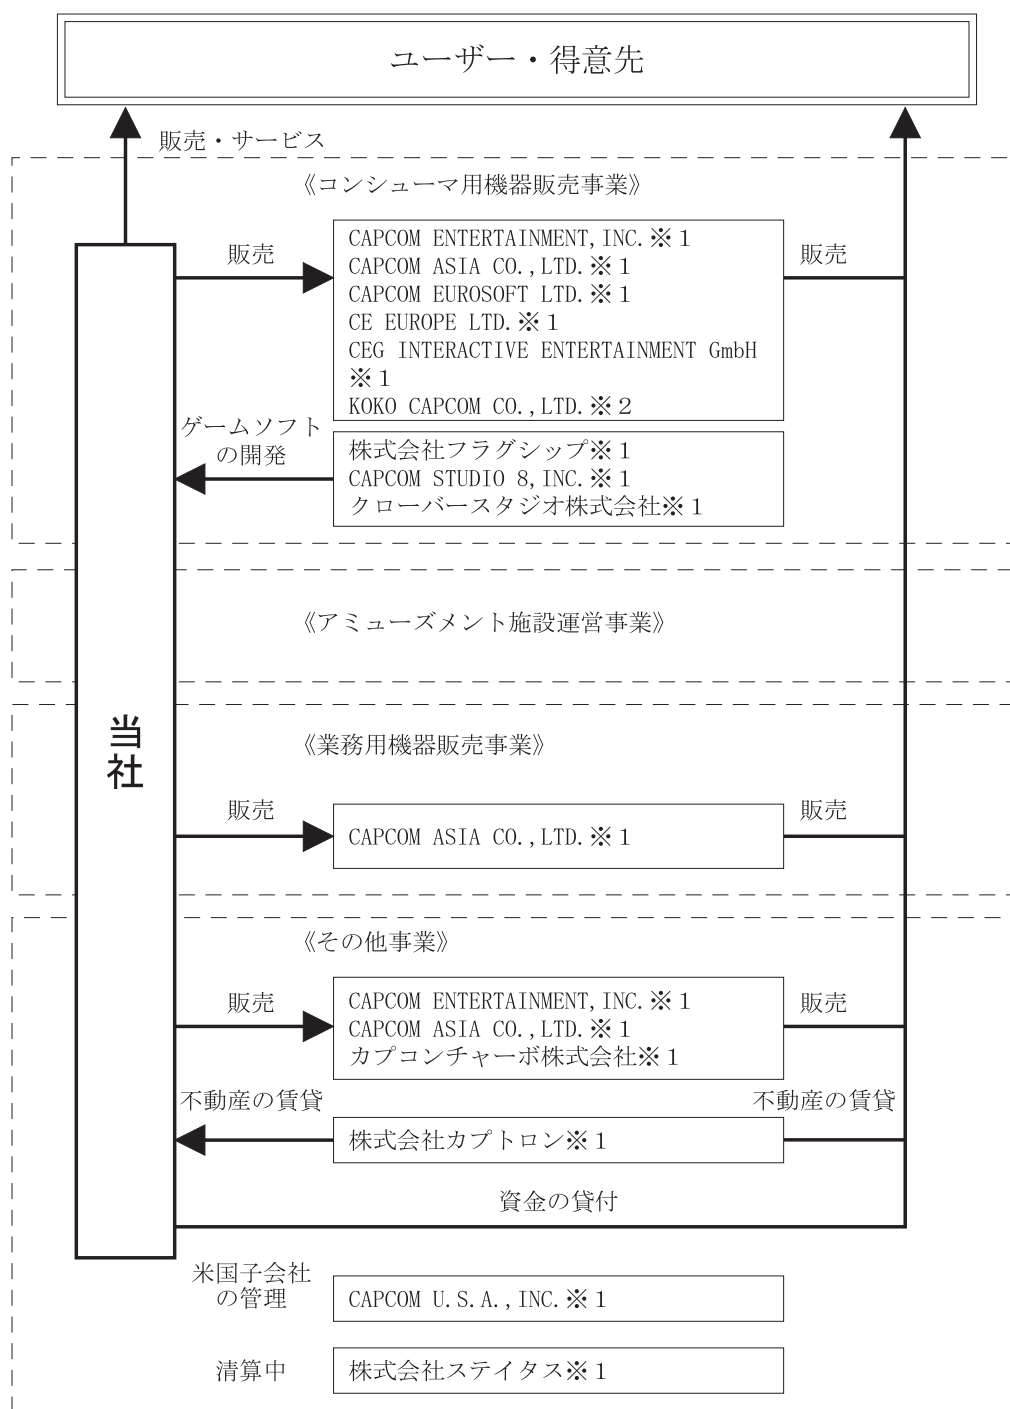 ユーザー・得意先
販売・サービス
《コンシューマ用機器販売事業》
販売
CAPCOM ENTERTAINMENT, INC.※１
CAPCOM ASIA CO.,LTD.※１
CAPCOM EUROSOFT LTD.※１
CE EUROPE LTD.※１
CEG INTERACTIVE ENTERTAINMENT GmbH
※１
KOKO CAPCOM CO.,LTD.※２
販売
ゲームソフト
の開発
株式会社フラグシップ※１
CAPCOM STUDIO 8, INC.※１
クローバースタジオ株式会社※１
《アミューズメント施設運営事業》
当
社
《業務用機器販売事業》
販売
CAPCOM ASIA CO.,LTD.※１
販売
《その他事業》
販売
CAPCOM ENTERTAINMENT, INC.※１
CAPCOM ASIA CO.,LTD.※１
カプコンチャーボ株式会社※１
販売
不動産の賃貸
株式会社カプトロン※１
不動産の賃貸
資金の貸付
米国子会社
の管理
CAPCOM U.S.A., INC.※１
清算中
株式会社ステイタス※１